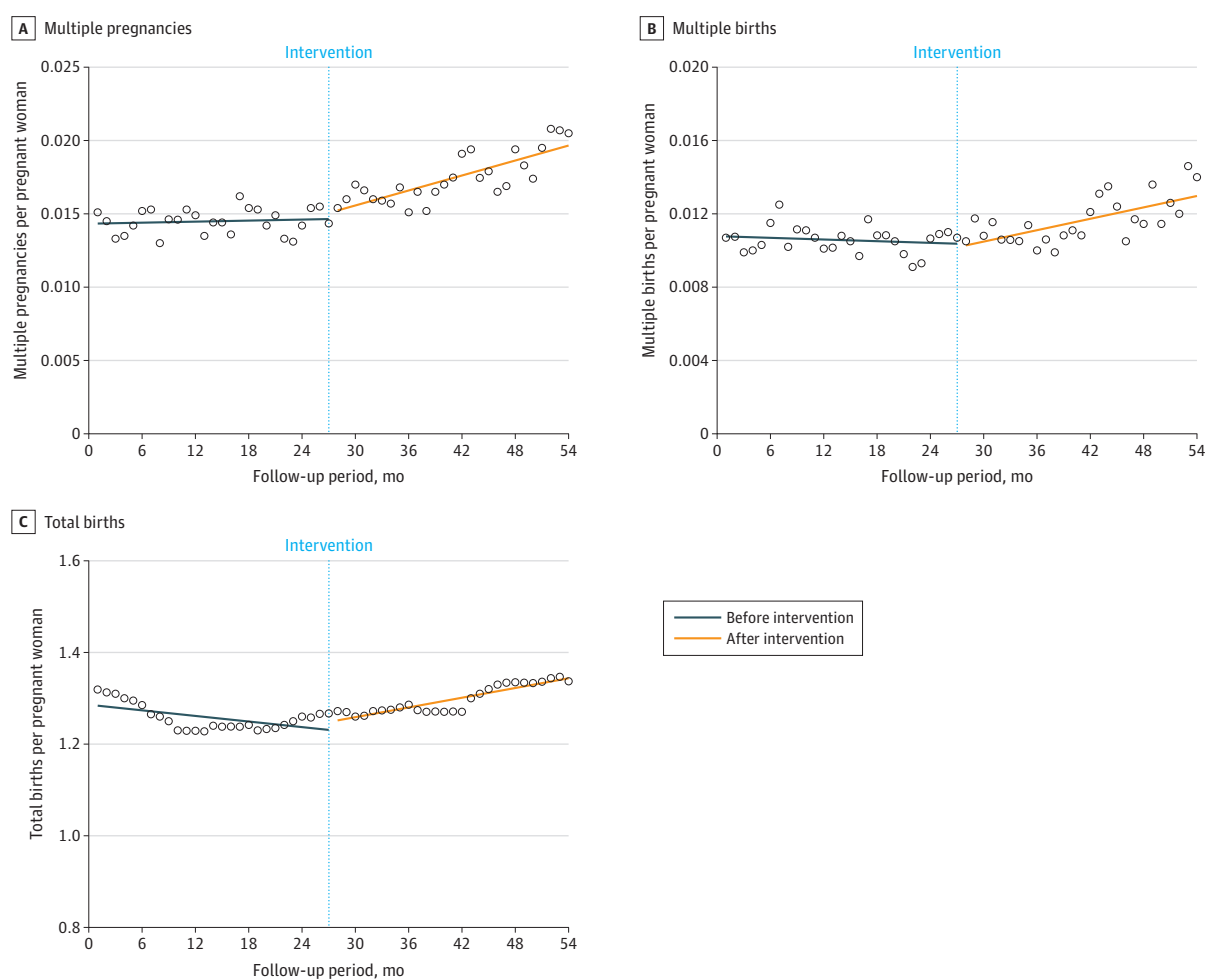 A Multiple pregnancies
Intervention
0.025
0.020
0.015
0.010
0.005
0
Multiple pregnancies per pregnant woman
0 6 12 18 24 30 36 42 48 54
Follow-up period, mo
B Multiple births
Intervention
0.020
0.016
0.012
0.008
0.004
0
Multiple births per pregnant woman
0 6 12 18 24 30 36 42 48 54
Follow-up period, mo
C Total births
Intervention
1.6
1.4
1.2
1.0
0.8
Total births per pregnant woman
0 6 12 18 24 30 36 42 48 54
Follow-up period, mo
Before intervention
After intervention